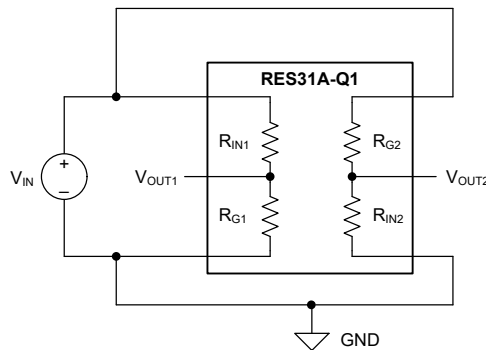 RES31A-Q1
R_IN1
R_G2
+
V_IN
V_OUT1
V_OUT2
−
R_G1
R_IN2
GND